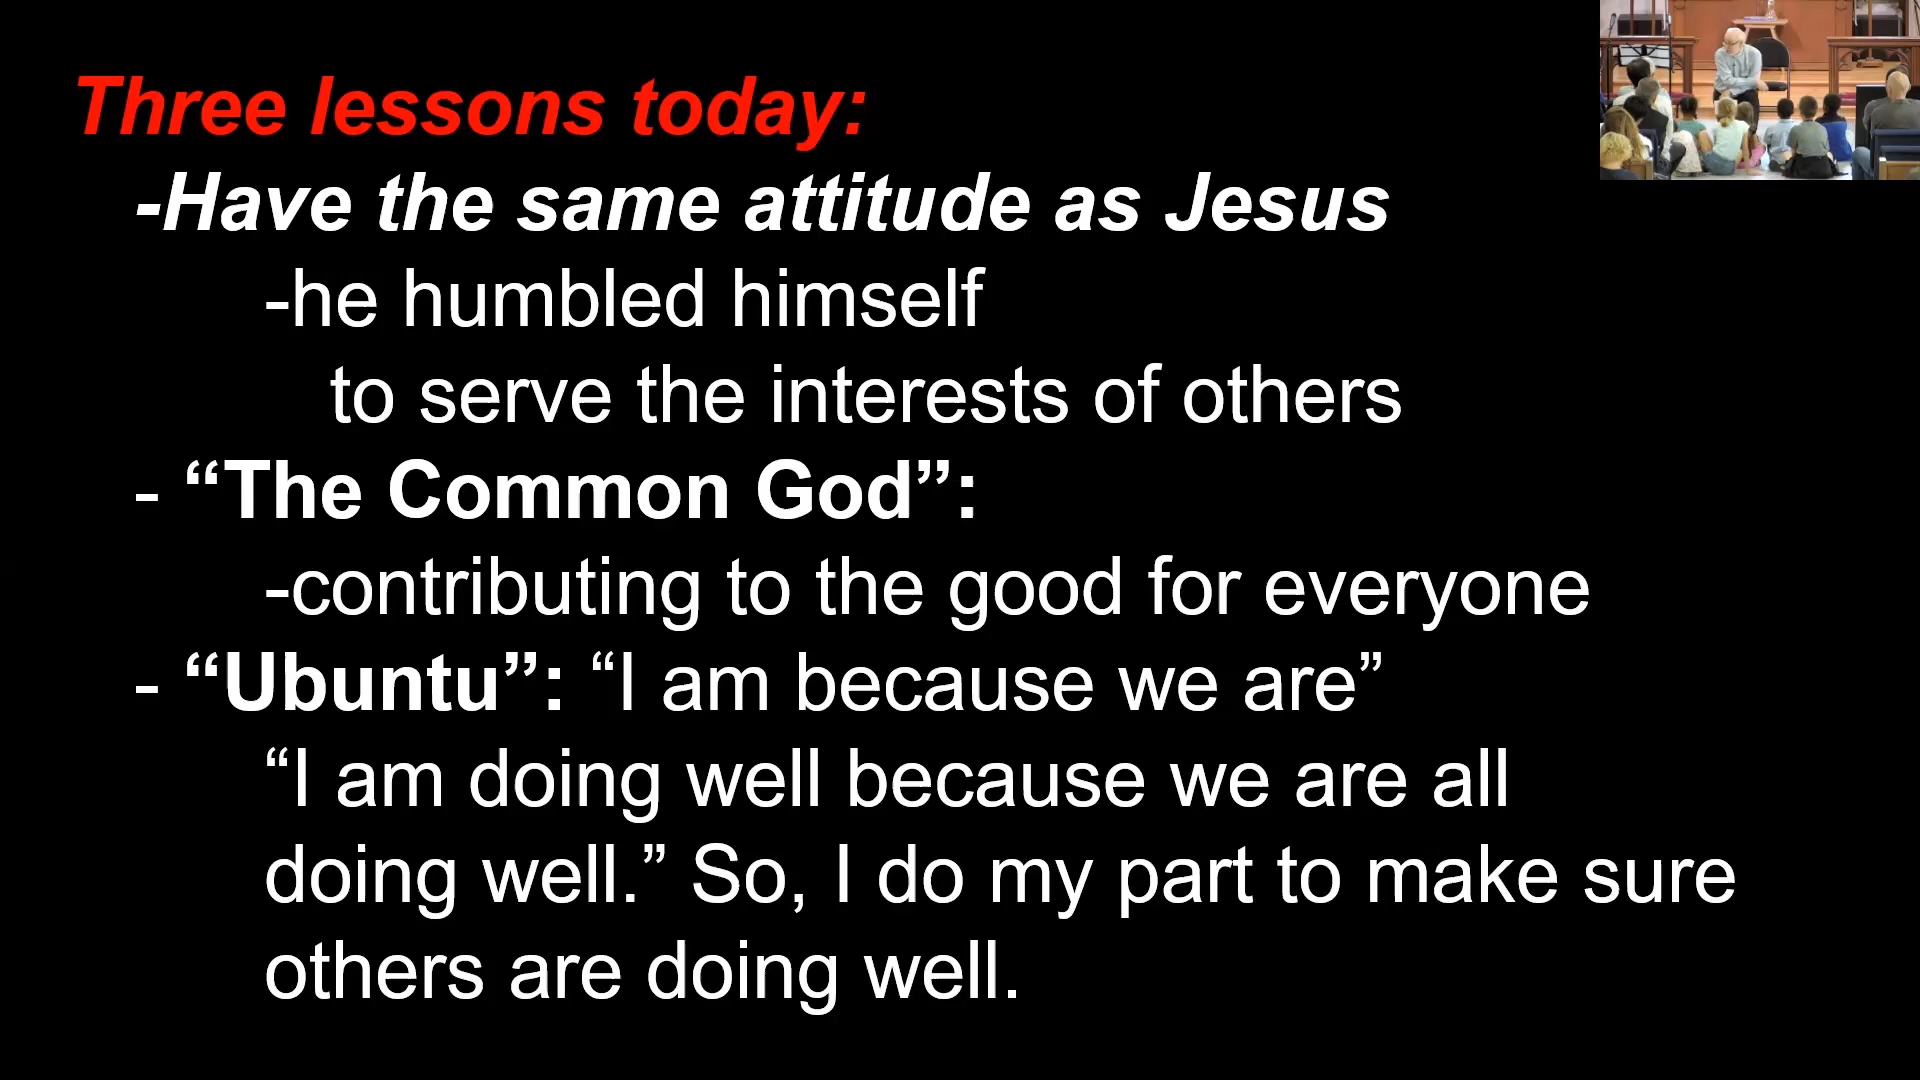 Three lessons today:
-Have the same attitude as Jesus
-he humbled himself
to serve the interests of others
- “The Common God”:
-contributing to the good for everyone
- “Ubuntu”: “I am because we are”
“I am doing well because we are all
doing well.” So, I do my part to make sure
others are doing well.